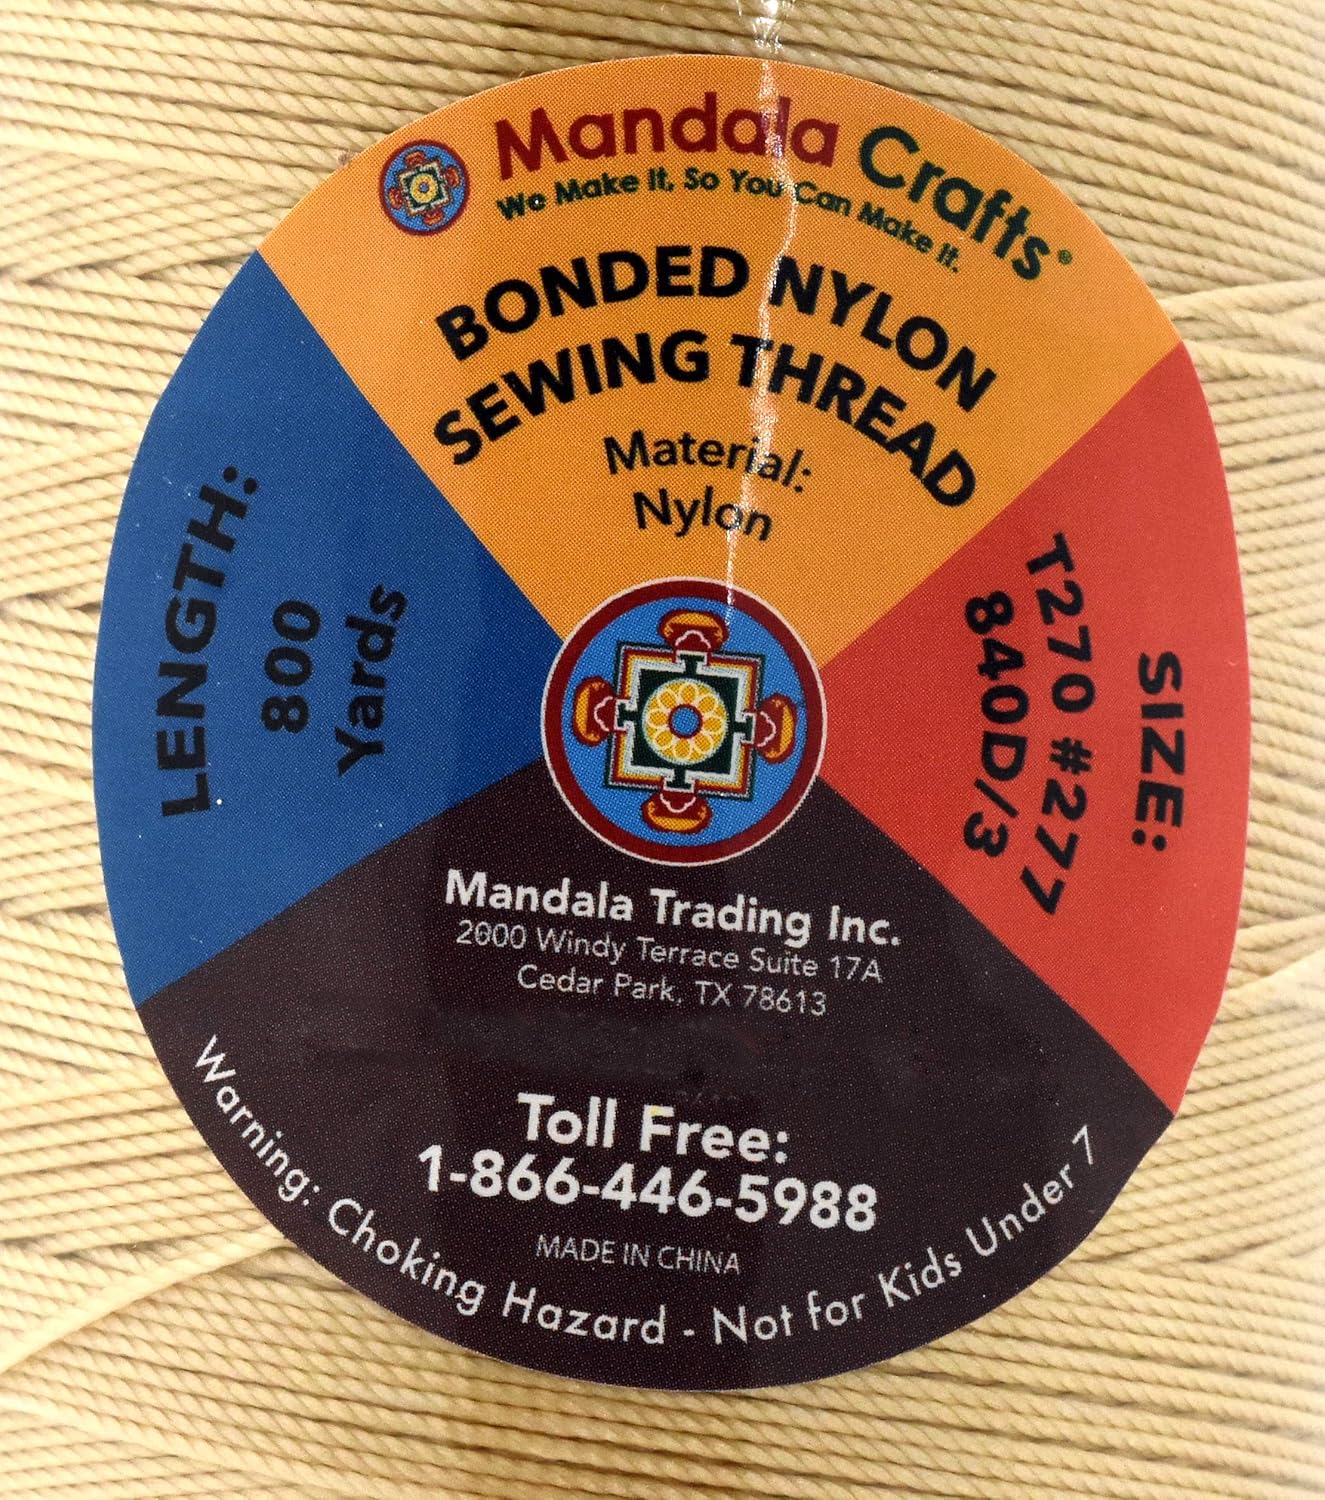 Mandala Crafts®
We Make It, So You Can Make It.
BONDED NYLON
SEWING THREAD
Material:
Nylon
LENGTH:
800
Yards
SIZE:
T270 #277
840D/3
Mandala Trading Inc.
2000 Windy Terrace Suite 17A
Cedar Park, TX 78613
Toll Free:
1-866-446-5988
MADE IN CHINA
Warning: Choking Hazard - Not for Kids Under 7